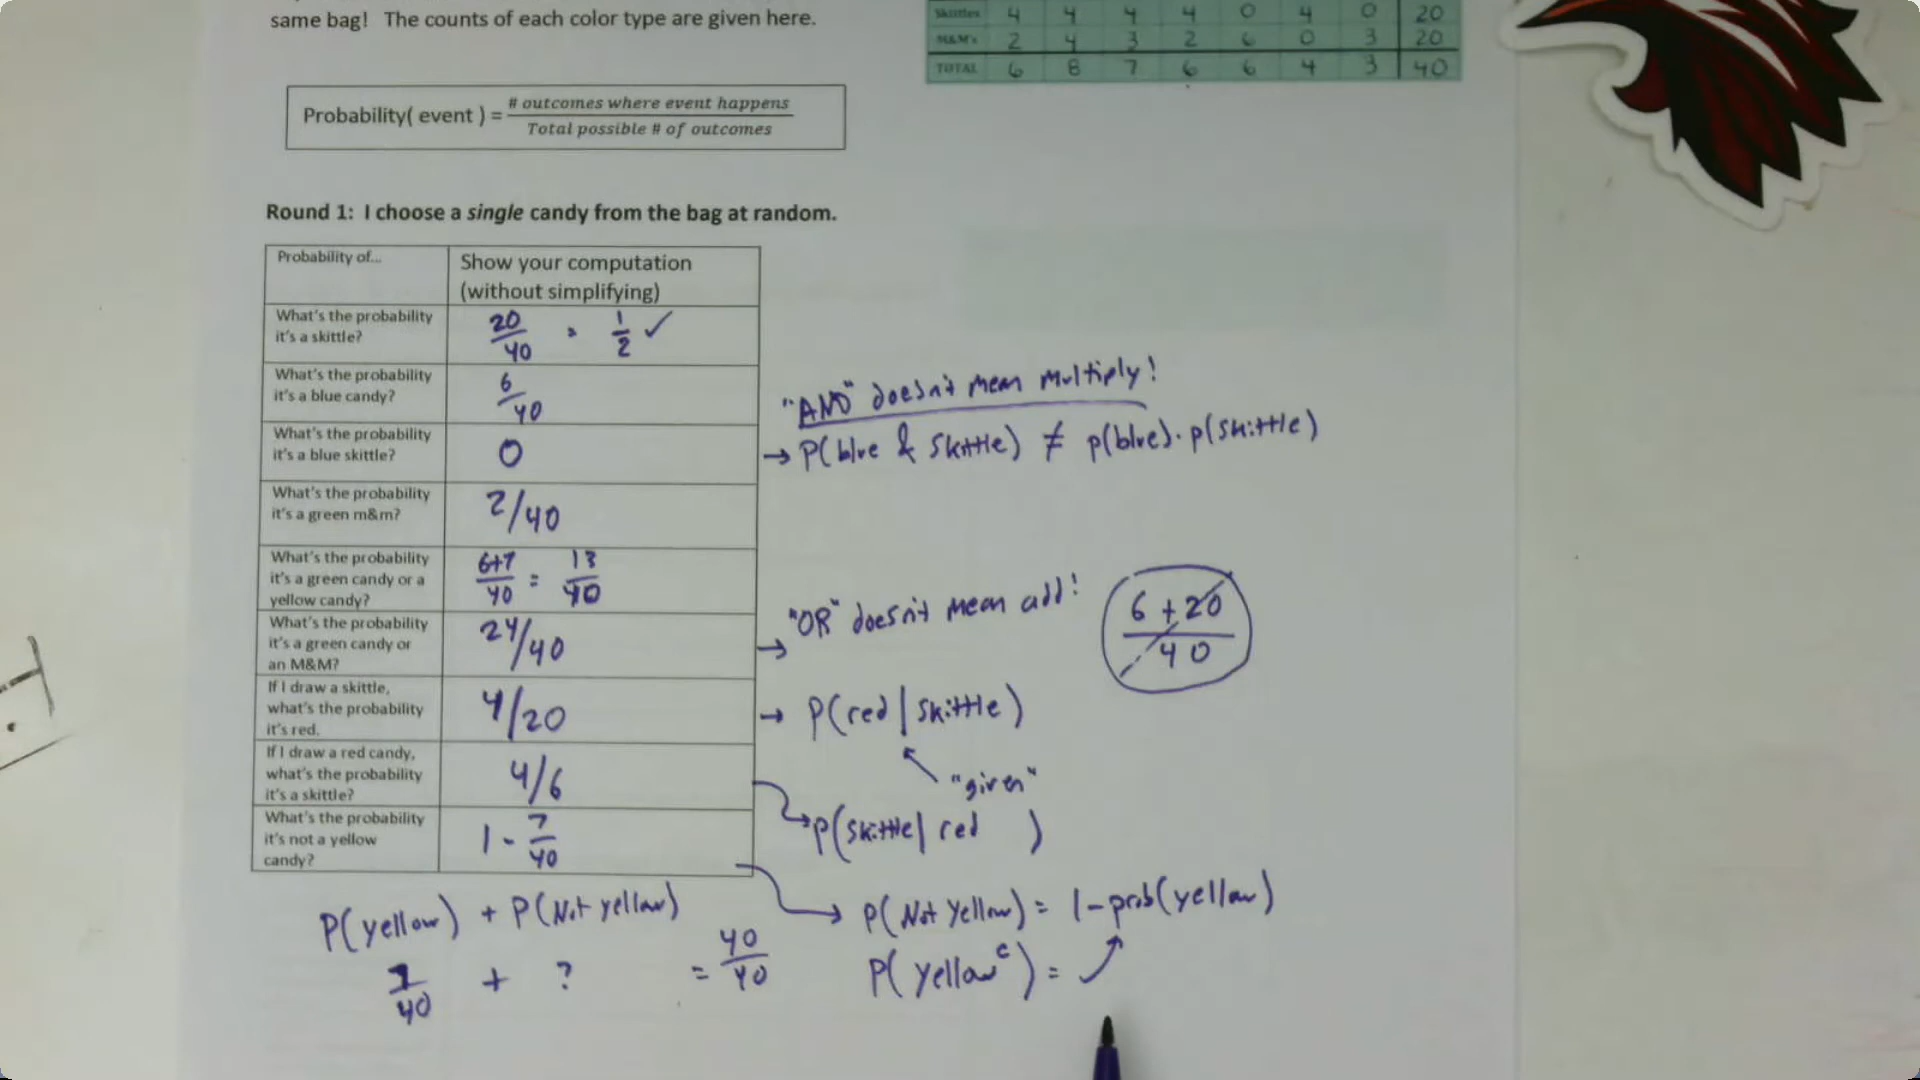 same bag! The counts of each color type are given here.
Skittles 4 4 4 4 0 4 0 20
M&M's 2 4 3 2 6 0 3 20
TOTAL 6 8 7 6 6 4 3 40
Probability( event ) = # outcomes where event happens / Total possible # of outcomes
Round 1: I choose a single candy from the bag at random.
Probability of...
Show your computation
(without simplifying)
What's the probability
it's a skittle?
20/40 = 1/2 ✓
What's the probability
it's a blue candy?
6/40
"AND" doesn't mean multiply!
What's the probability
it's a blue skittle?
0
→ P(blue & skittle) ≠ p(blue)·p(skittle)
What's the probability
it's a green m&m?
2/40
What's the probability
it's a green candy or a
yellow candy?
6+7/40 = 13/40
"OR" doesn't mean add!
6+20/40
What's the probability
it's a green candy or
an M&M?
24/40
If I draw a skittle,
what's the probability
it's red.
4/20
→ P(red | skittle)
"given"
If I draw a red candy,
what's the probability
it's a skittle?
4/6
P(skittle | red )
What's the probability
it's not a yellow
candy?
1 - 7/40
P(yellow) + P(Not yellow)
7/40 + ? = 40/40
P(Not Yellow) = 1-prob(yellow)
P(yellowᶜ) =